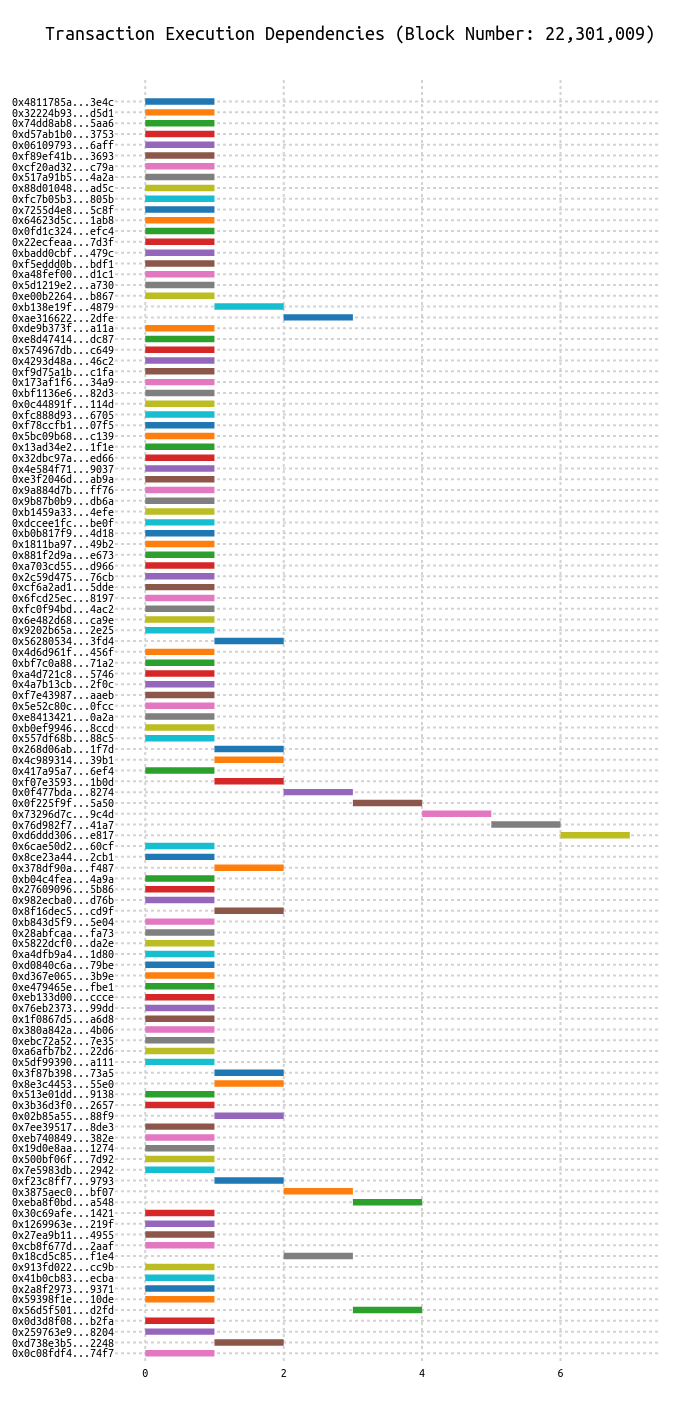 Transaction Execution Dependencies (Block Number: 22,301,009)
0x4811785a...3e4c
0x32224b93...d5d1
0x74dd8ab8...5aa6
0xd57ab1b0...3753
0x06109793...6aff
0xf89ef41b...3693
0xcf20ad32...c79a
0x517a91b5...4a2a
0x88d01048...ad5c
0xfc7b05b3...805b
0x7255d4e8...5c8f
0x64623d5c...1ab8
0x0fd1c324...efc4
0x22ecfeaa...7d3f
0xbadd0cbf...479c
0xf5eddd0b...bdf1
0xa48fef00...d1c1
0x5d1219e2...a730
0xe00b2264...b867
0xb138e19f...4879
0xae316622...2dfe
0xde9b373f...a11a
0xe8d47414...dc87
0x574967db...c649
0x4293d48a...46c2
0xf9d75a1b...c1fa
0x173af1f6...34a9
0xbf1136e6...82d3
0x0c44891f...114d
0xfc888d93...6705
0xf78ccfb1...07f5
0x5bc09b68...c139
0x13ad34e2...1f1e
0x32dbc97a...ed66
0x4e584f71...9037
0xe3f2046d...ab9a
0x9a884d7b...ff76
0x9b87b0b9...db6a
0xb1459a33...4efe
0xdccee1fc...be0f
0xb0b817f9...4d18
0x1811ba97...49b2
0x881f2d9a...e673
0xa703cd55...d966
0x2c59d475...76cb
0xcf6a2ad1...5dde
0x6fcd25ec...8197
0xfc0f94bd...4ac2
0x6e482d68...ca9e
0x9202b65a...2e25
0x56280534...3fd4
0x4d6d961f...456f
0xbf7c0a88...71a2
0xa4d721c8...5746
0x4a7b13cb...2f0c
0xf7e43987...aaeb
0x5e52c80c...0fcc
0xe8413421...0a2a
0xb0ef9946...8ccd
0x557df68b...88c5
0x268d06ab...1f7d
0x4c989314...39b1
0x417a95a7...6ef4
0xf07e3593...1b0d
0x0f477bda...8274
0x0f225f9f...5a50
0x73296d7c...9c4d
0x76d982f7...41a7
0xd6ddd306...e817
0x6cae50d2...60cf
0x8ce23a44...2cb1
0x378df90a...f487
0xb04c4fea...4a9a
0x27609096...5b86
0x982ecba0...d76b
0x8f16dec5...cd9f
0xb843d5f9...5e04
0x28abfcaa...fa73
0x5822dcf0...da2e
0xa4dfb9a4...1d80
0xd0840c6a...79be
0xd367e065...3b9e
0xe479465e...fbe1
0xeb133d00...ccce
0x76eb2373...99dd
0x1f0867d5...a6d8
0x380a842a...4b06
0xebc72a52...7e35
0xa6afb7b2...22d6
0x5df99390...a111
0x3f87b398...73a5
0x8e3c4453...55e0
0x513e01dd...9138
0x3b36d3f0...2657
0x02b85a55...88f9
0x7ee39517...8de3
0xeb740849...382e
0x19d0e8aa...1274
0x500bf06f...7d92
0x7e5983db...2942
0xf23c8ff7...9793
0x3875aec0...bf07
0xeba8f0bd...a548
0x30c69afe...1421
0x1269963e...219f
0x27ea9b11...4955
0xcb8f677d...2aaf
0x18cd5c85...f1e4
0x913fd022...cc9b
0x41b0cb83...ecba
0x2a8f2973...9371
0x59398f1e...10de
0x56d5f501...d2fd
0x0d3d8f08...b2fa
0x259763e9...8204
0xd738e3b5...2248
0x0c08fdf4...74f7
0 2 4 6